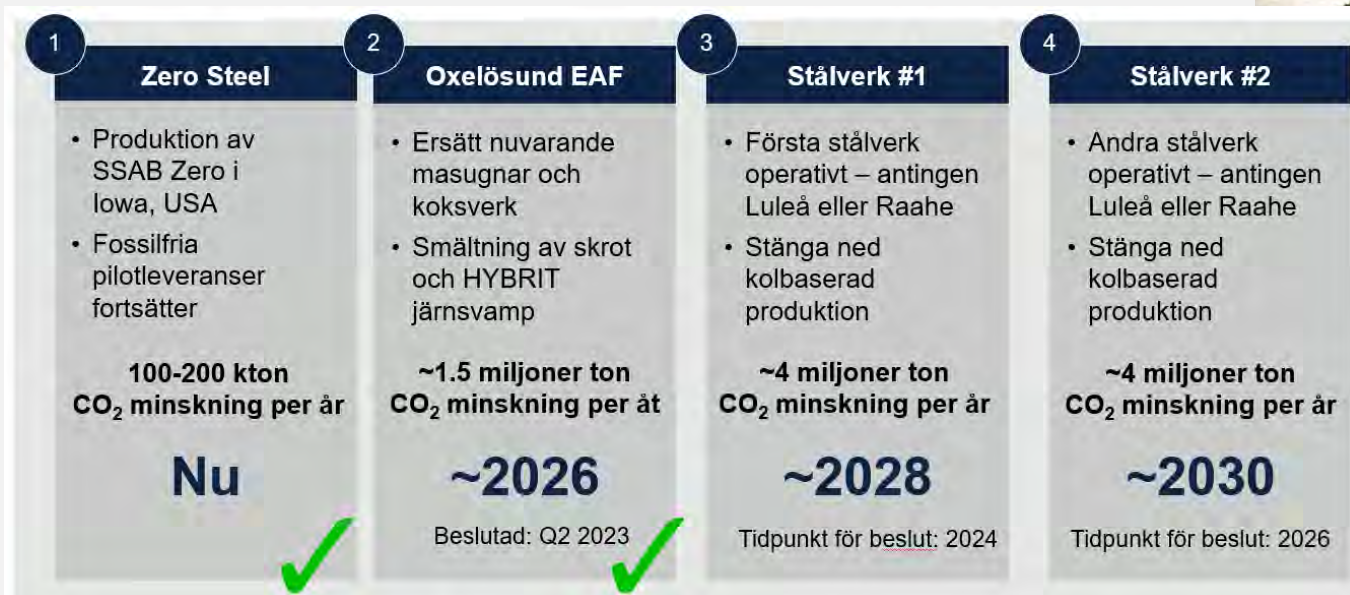 1
Zero Steel
• Produktion av
SSAB Zero i
Iowa, USA
• Fossilfria
pilotleveranser
fortsätter
100-200 kton
CO₂ minskning per år
Nu
2
Oxelösund EAF
• Ersätt nuvarande
masugnar och
koksverk
• Smältning av skrot
och HYBRIT
järnsvamp
~1.5 miljoner ton
CO₂ minskning per åt
~2026
Beslutad: Q2 2023
3
Stålverk #1
• Första stålverk
operativt – antingen
Luleå eller Raahe
• Stänga ned
kolbaserad
produktion
~4 miljoner ton
CO₂ minskning per år
~2028
Tidpunkt för beslut: 2024
4
Stålverk #2
• Andra stålverk
operativt – antingen
Luleå eller Raahe
• Stänga ned
kolbaserad
produktion
~4 miljoner ton
CO₂ minskning per år
~2030
Tidpunkt för beslut: 2026